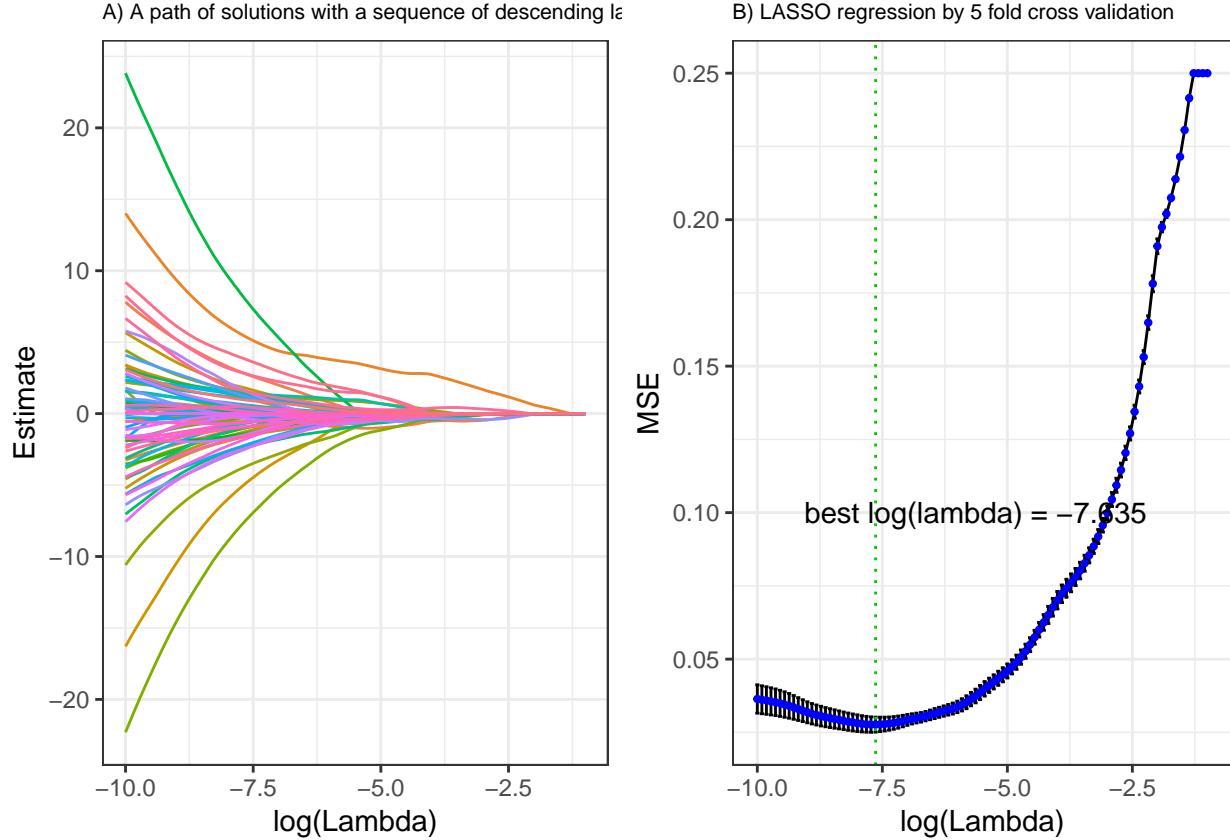 A) A path of solutions with a sequence of descending
Estimate
20
10
0
−10
−20
−10.0 −7.5 −5.0 −2.5
log(Lambda)
B) LASSO regression by 5 fold cross validation
MSE
0.25
0.20
0.15
0.10
0.05
best log(lambda) = −7.635
−10.0 −7.5 −5.0 −2.5
log(Lambda)